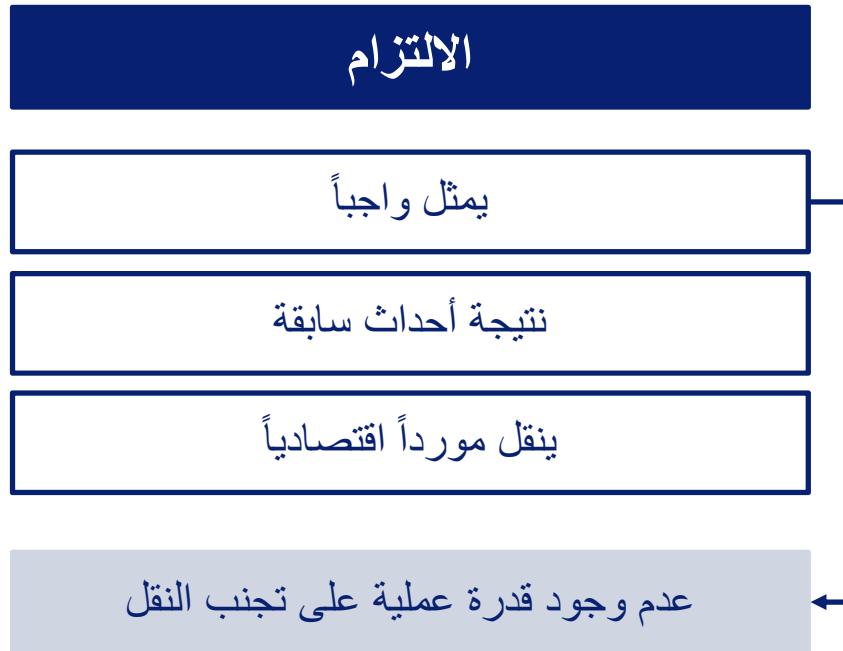 الالتزام
يمثل واجباً
نتيجة أحداث سابقة
ينقل مورداً اقتصادياً
عدم وجود قدرة عملية على تجنب النقل